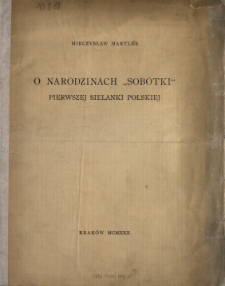 MIECZYSŁAW HARTLEB
O NARODZINACH „SOBÓTKI"
PIERWSZEJ SIELANKI POLSKIEJ
KRAKÓW MCMXXX